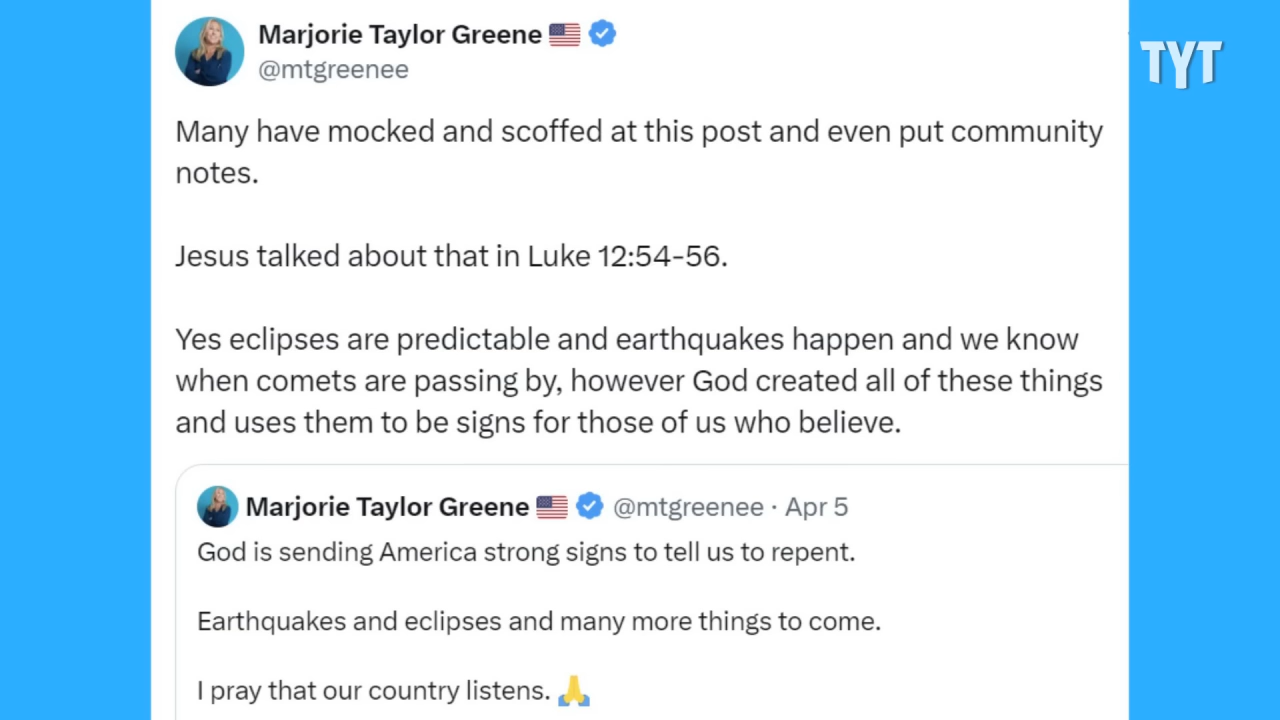 Marjorie Taylor Greene 🇺🇸
TYT
@mtgreenee
Many have mocked and scoffed at this post and even put community
notes.
Jesus talked about that in Luke 12:54-56.
Yes eclipses are predictable and earthquakes happen and we know
when comets are passing by, however God created all of these things
and uses them to be signs for those of us who believe.
Marjorie Taylor Greene 🇺🇸 @mtgreenee · Apr 5
God is sending America strong signs to tell us to repent.
Earthquakes and eclipses and many more things to come.
I pray that our country listens. 🙏